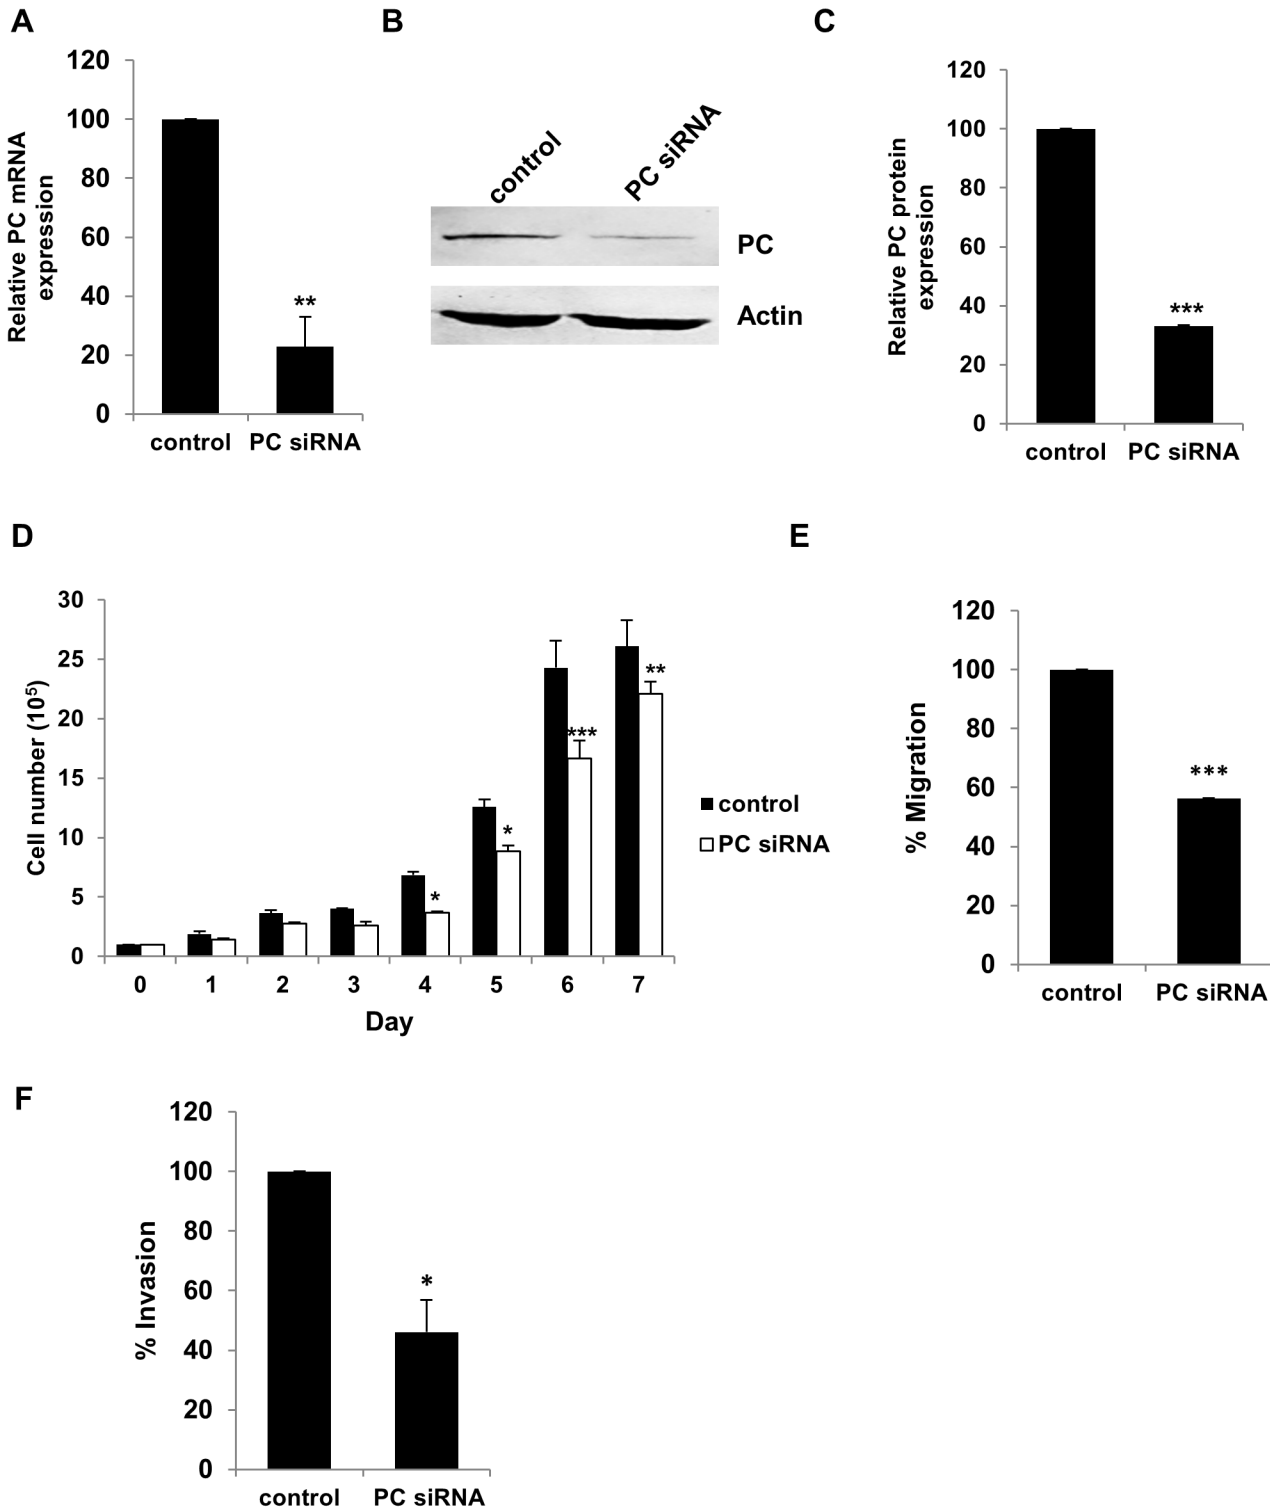 A
B
C
120
100
80
60
40
20
0
Relative PC mRNA
expression
**
control
PC siRNA
control
PC siRNA
PC
Actin
120
100
80
60
40
20
0
Relative PC protein
expression
***
control
PC siRNA
D
E
30
25
20
15
10
5
0
Cell number (10⁵)
*
*
***
**
0
1
2
3
4
5
6
7
Day
control
PC siRNA
120
100
80
60
40
20
0
% Migration
***
control
PC siRNA
F
120
100
80
60
40
20
0
% Invasion
*
control
PC siRNA